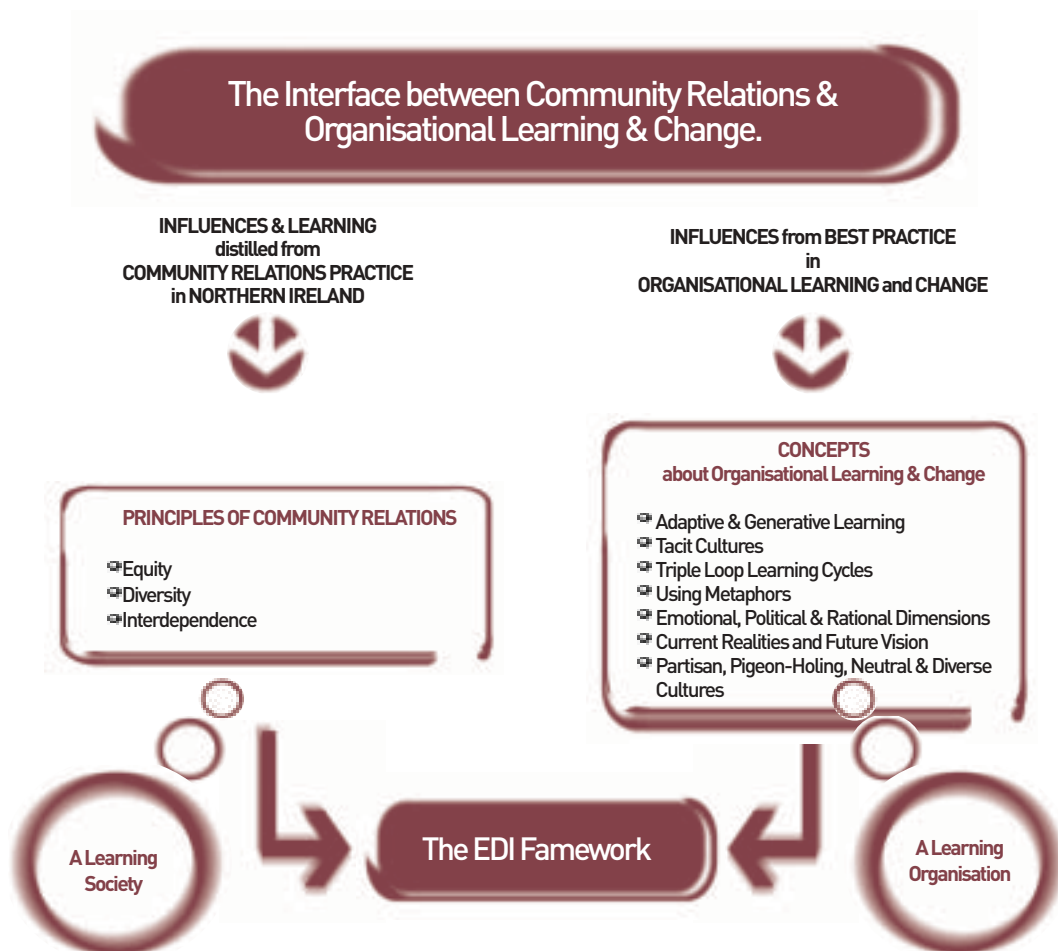 The Interface between Community Relations &
Organisational Learning & Change.
INFLUENCES & LEARNING
distilled from
COMMUNITY RELATIONS PRACTICE
in NORTHERN IRELAND
INFLUENCES from BEST PRACTICE
in
ORGANISATIONAL LEARNING and CHANGE
PRINCIPLES OF COMMUNITY RELATIONS
Equity
Diversity
Interdependence
CONCEPTS
about Organisational Learning & Change
Adaptive & Generative Learning
Tacit Cultures
Triple Loop Learning Cycles
Using Metaphors
Emotional, Political & Rational Dimensions
Current Realities and Future Vision
Partisan, Pigeon-Holing, Neutral & Diverse
Cultures
A Learning
Society
The EDI Famework
A Learning
Organisation